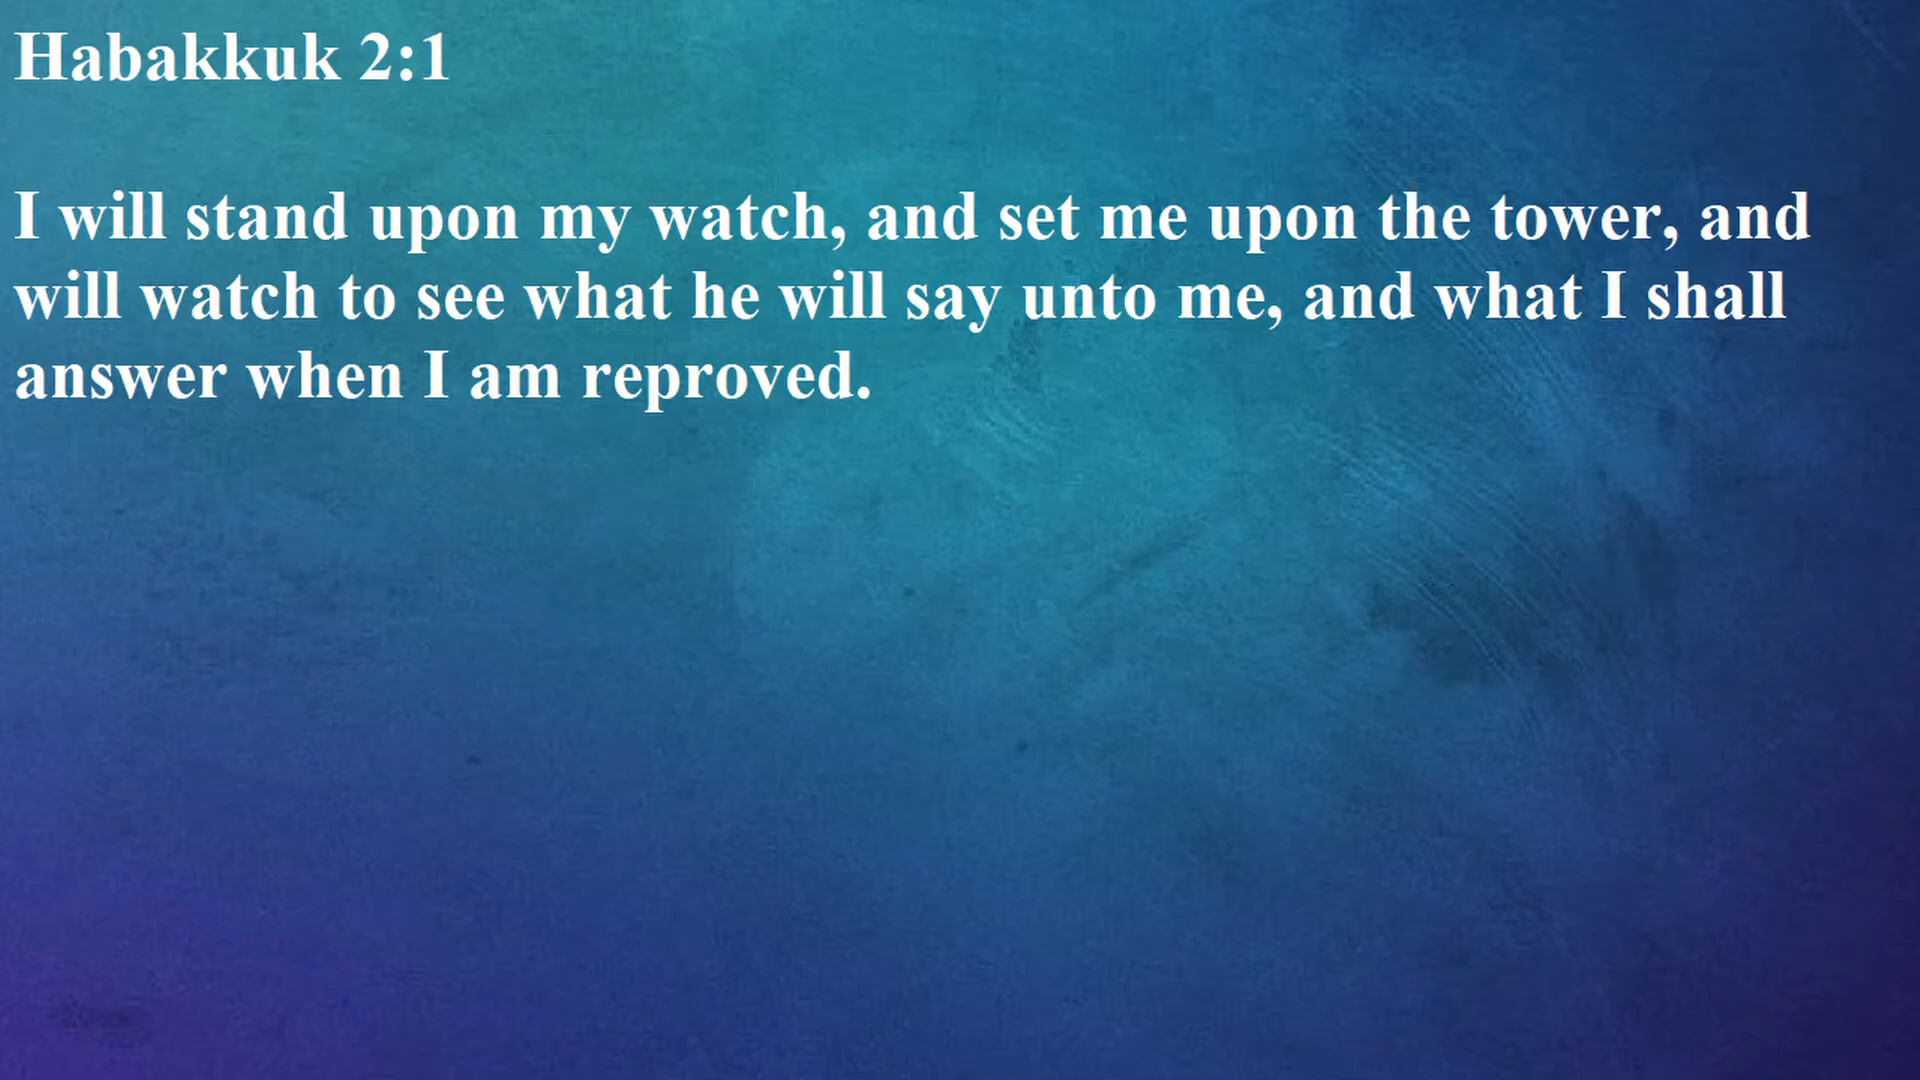 Habakkuk 2:1
I will stand upon my watch, and set me upon the tower, and
will watch to see what he will say unto me, and what I shall
answer when I am reproved.